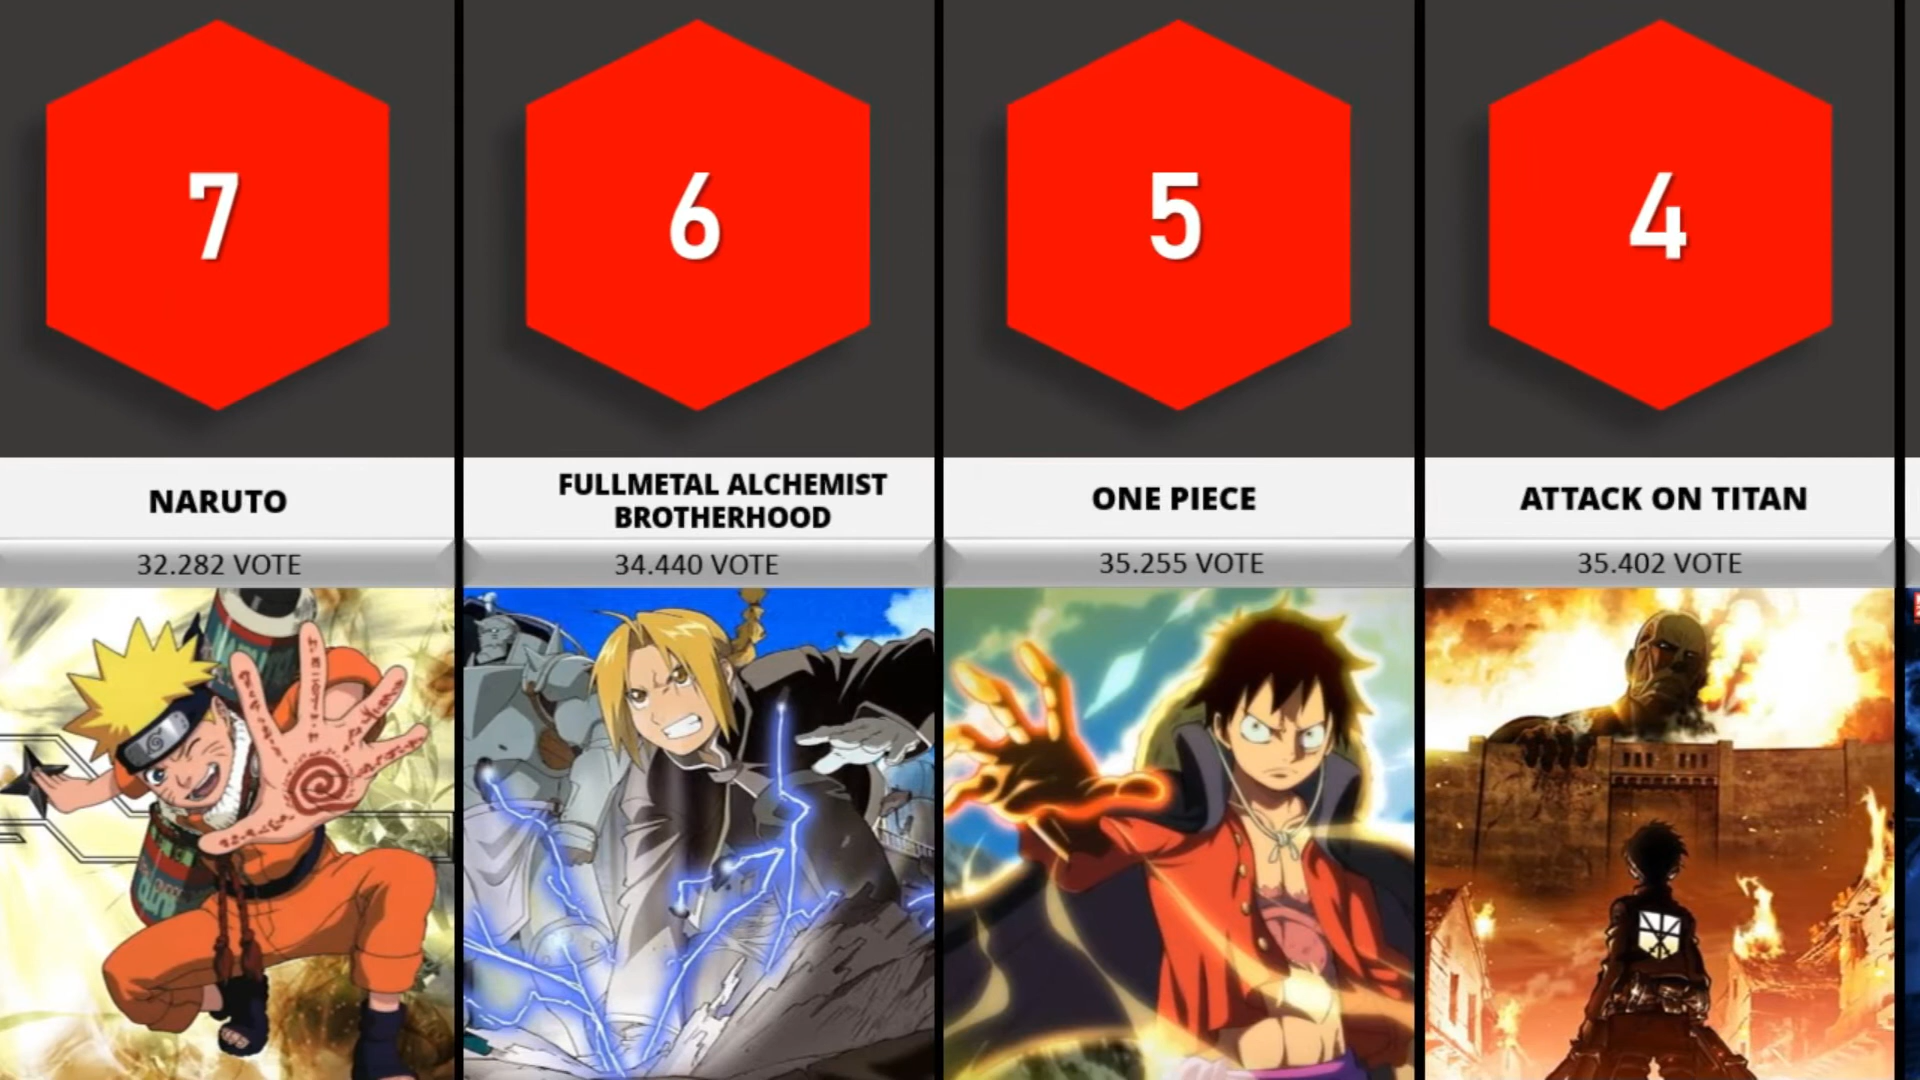 7
6
5
4
NARUTO
FULLMETAL ALCHEMIST
BROTHERHOOD
ONE PIECE
ATTACK ON TITAN
32.282 VOTE
34.440 VOTE
35.255 VOTE
35.402 VOTE